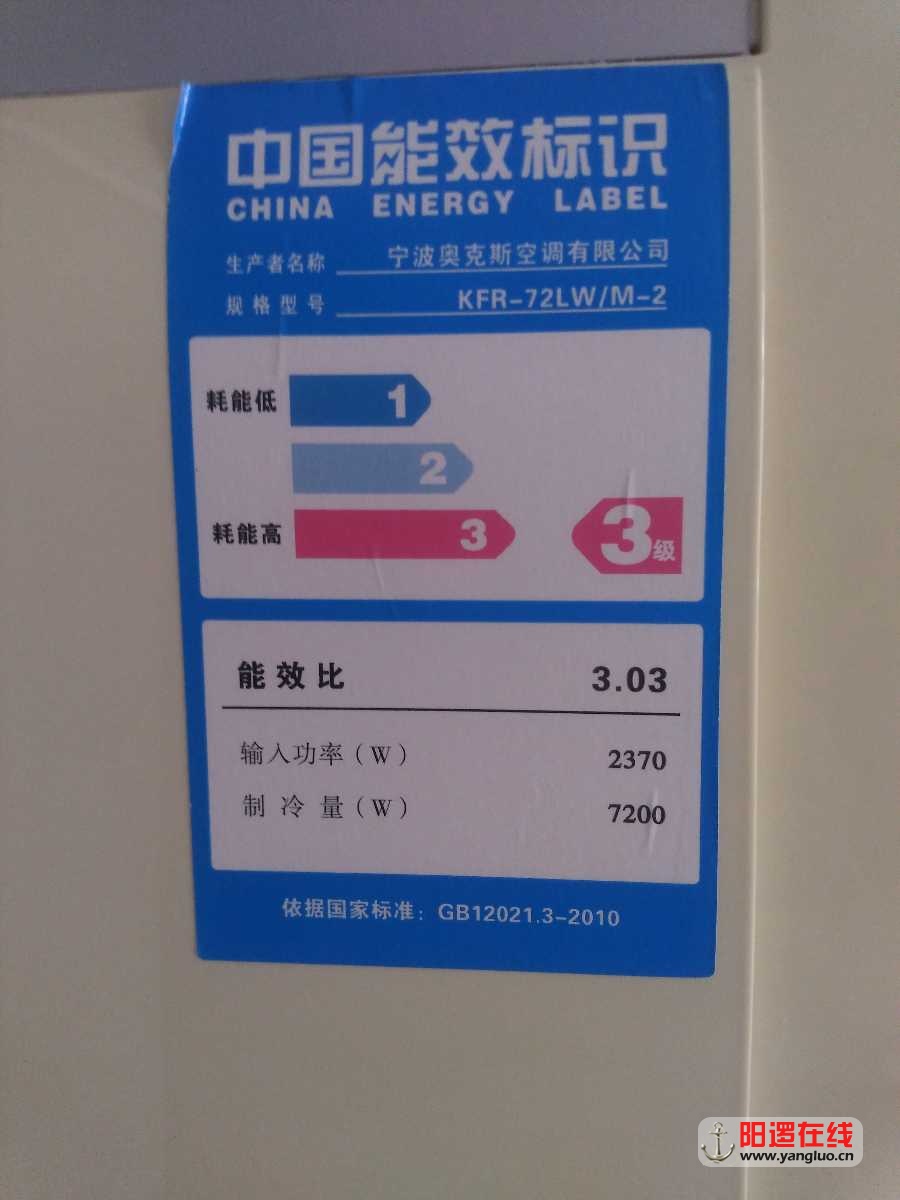 中国能效标识
CHINA ENERGY LABEL
生产者名称 宁波奥克斯空调有限公司
规格型号 KFR-72LW/M-2
耗能低 1
2
耗能高 3 3级
能效比 3.03
输入功率(W) 2370
制冷量(W) 7200
依据国家标准: GB12021.3-2010
阳逻在线
www.yangluo.cn